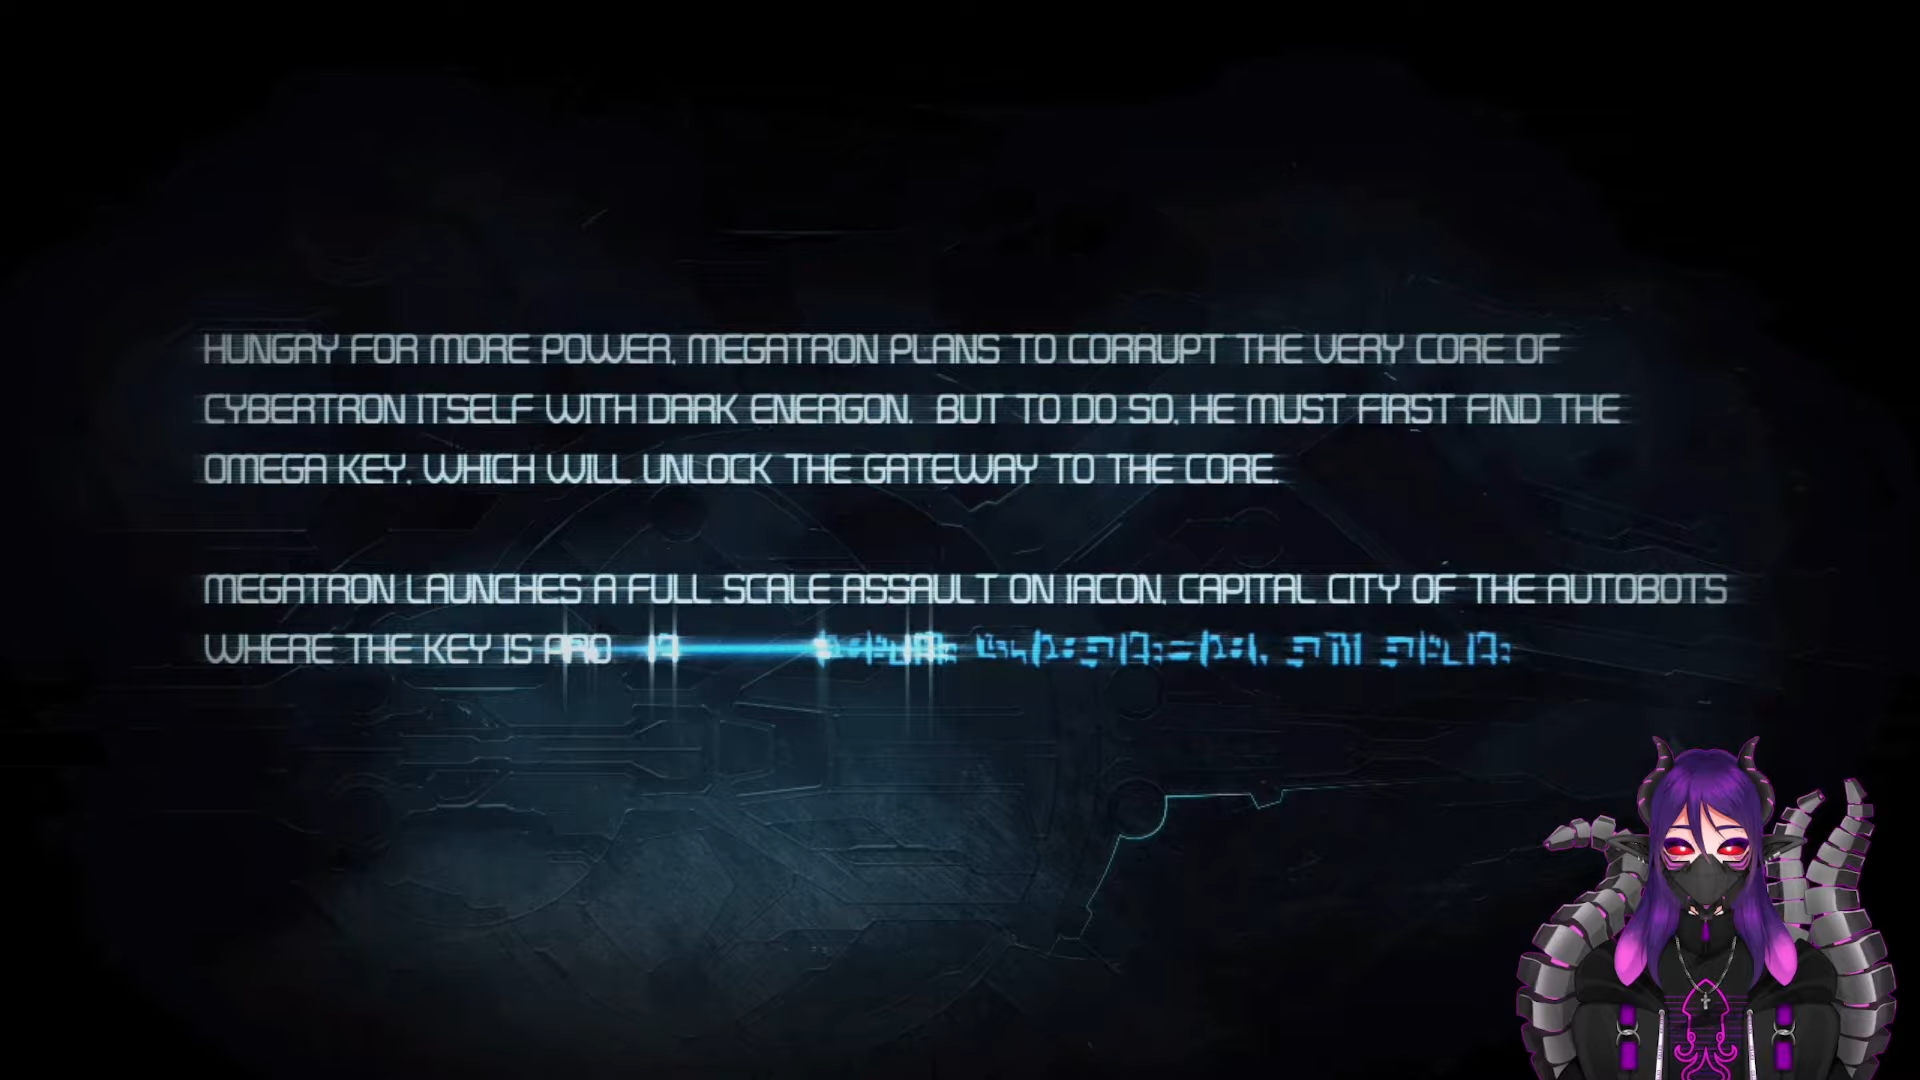 HUNGRY FOR MORE POWER, MEGATRON PLANS TO CORRUPT THE VERY CORE OF
CYBERTRON ITSELF WITH DARK ENERGON.  BUT TO DO SO, HE MUST FIRST FIND THE
OMEGA KEY, WHICH WILL UNLOCK THE GATEWAY TO THE CORE.
MEGATRON LAUNCHES A FULL SCALE ASSAULT ON IACON, CAPITAL CITY OF THE AUTOBOTS
WHERE THE KEY IS